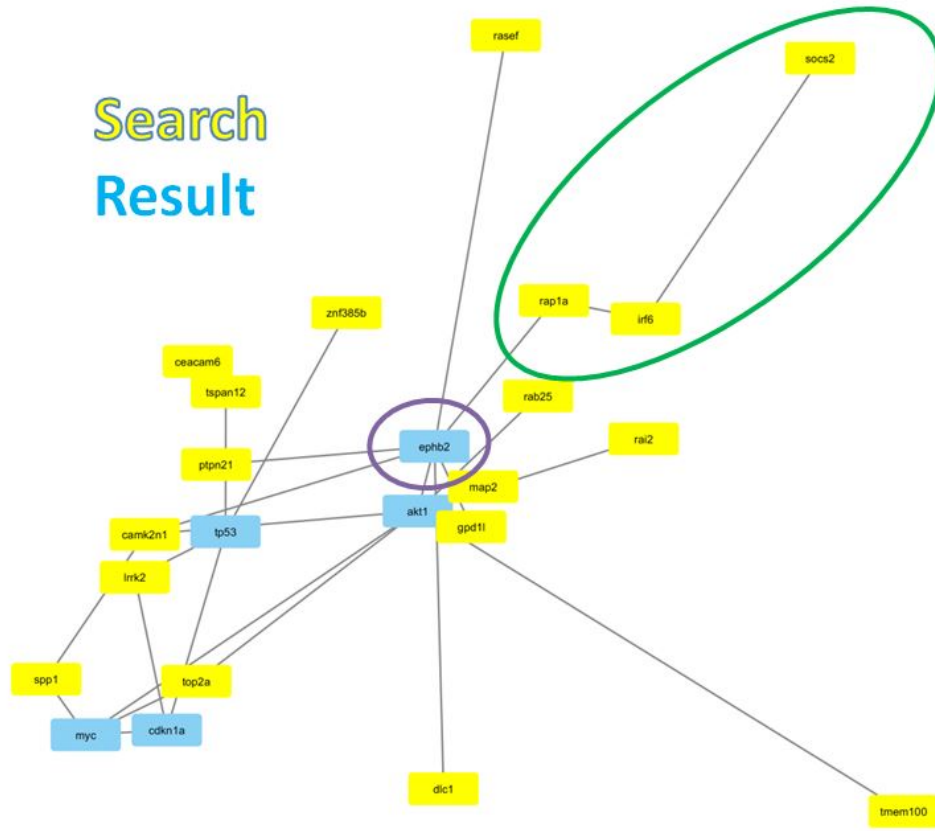 rasef
socs2
Search
Result
rap1a
irf6
znf385b
ceacam6
tspan12
rab25
ephb2
rai2
ptpn21
map2
akt1
gpd1l
camk2n1
tp53
lrrk2
spp1
top2a
myc
cdkn1a
dlc1
tmem100